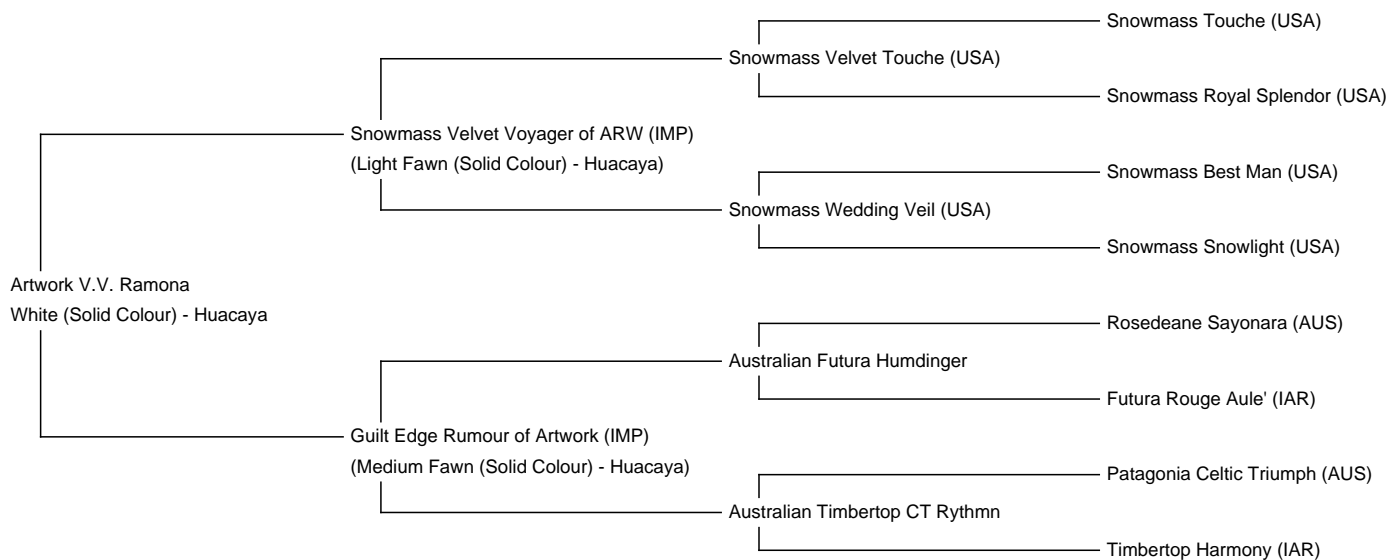 Snowmass Touche (USA)
Snowmass Velvet Touche (USA)
Snowmass Royal Splendor (USA)
Snowmass Velvet Voyager of ARW (IMP)
(Light Fawn (Solid Colour) - Huacaya)
Snowmass Best Man (USA)
Snowmass Wedding Veil (USA)
Snowmass Snowlight (USA)
Artwork V.V. Ramona
White (Solid Colour) - Huacaya
Rosedeane Sayonara (AUS)
Australian Futura Humdinger
Futura Rouge Aule' (IAR)
Guilt Edge Rumour of Artwork (IMP)
(Medium Fawn (Solid Colour) - Huacaya)
Patagonia Celtic Triumph (AUS)
Australian Timbertop CT Rythmn
Timbertop Harmony (IAR)